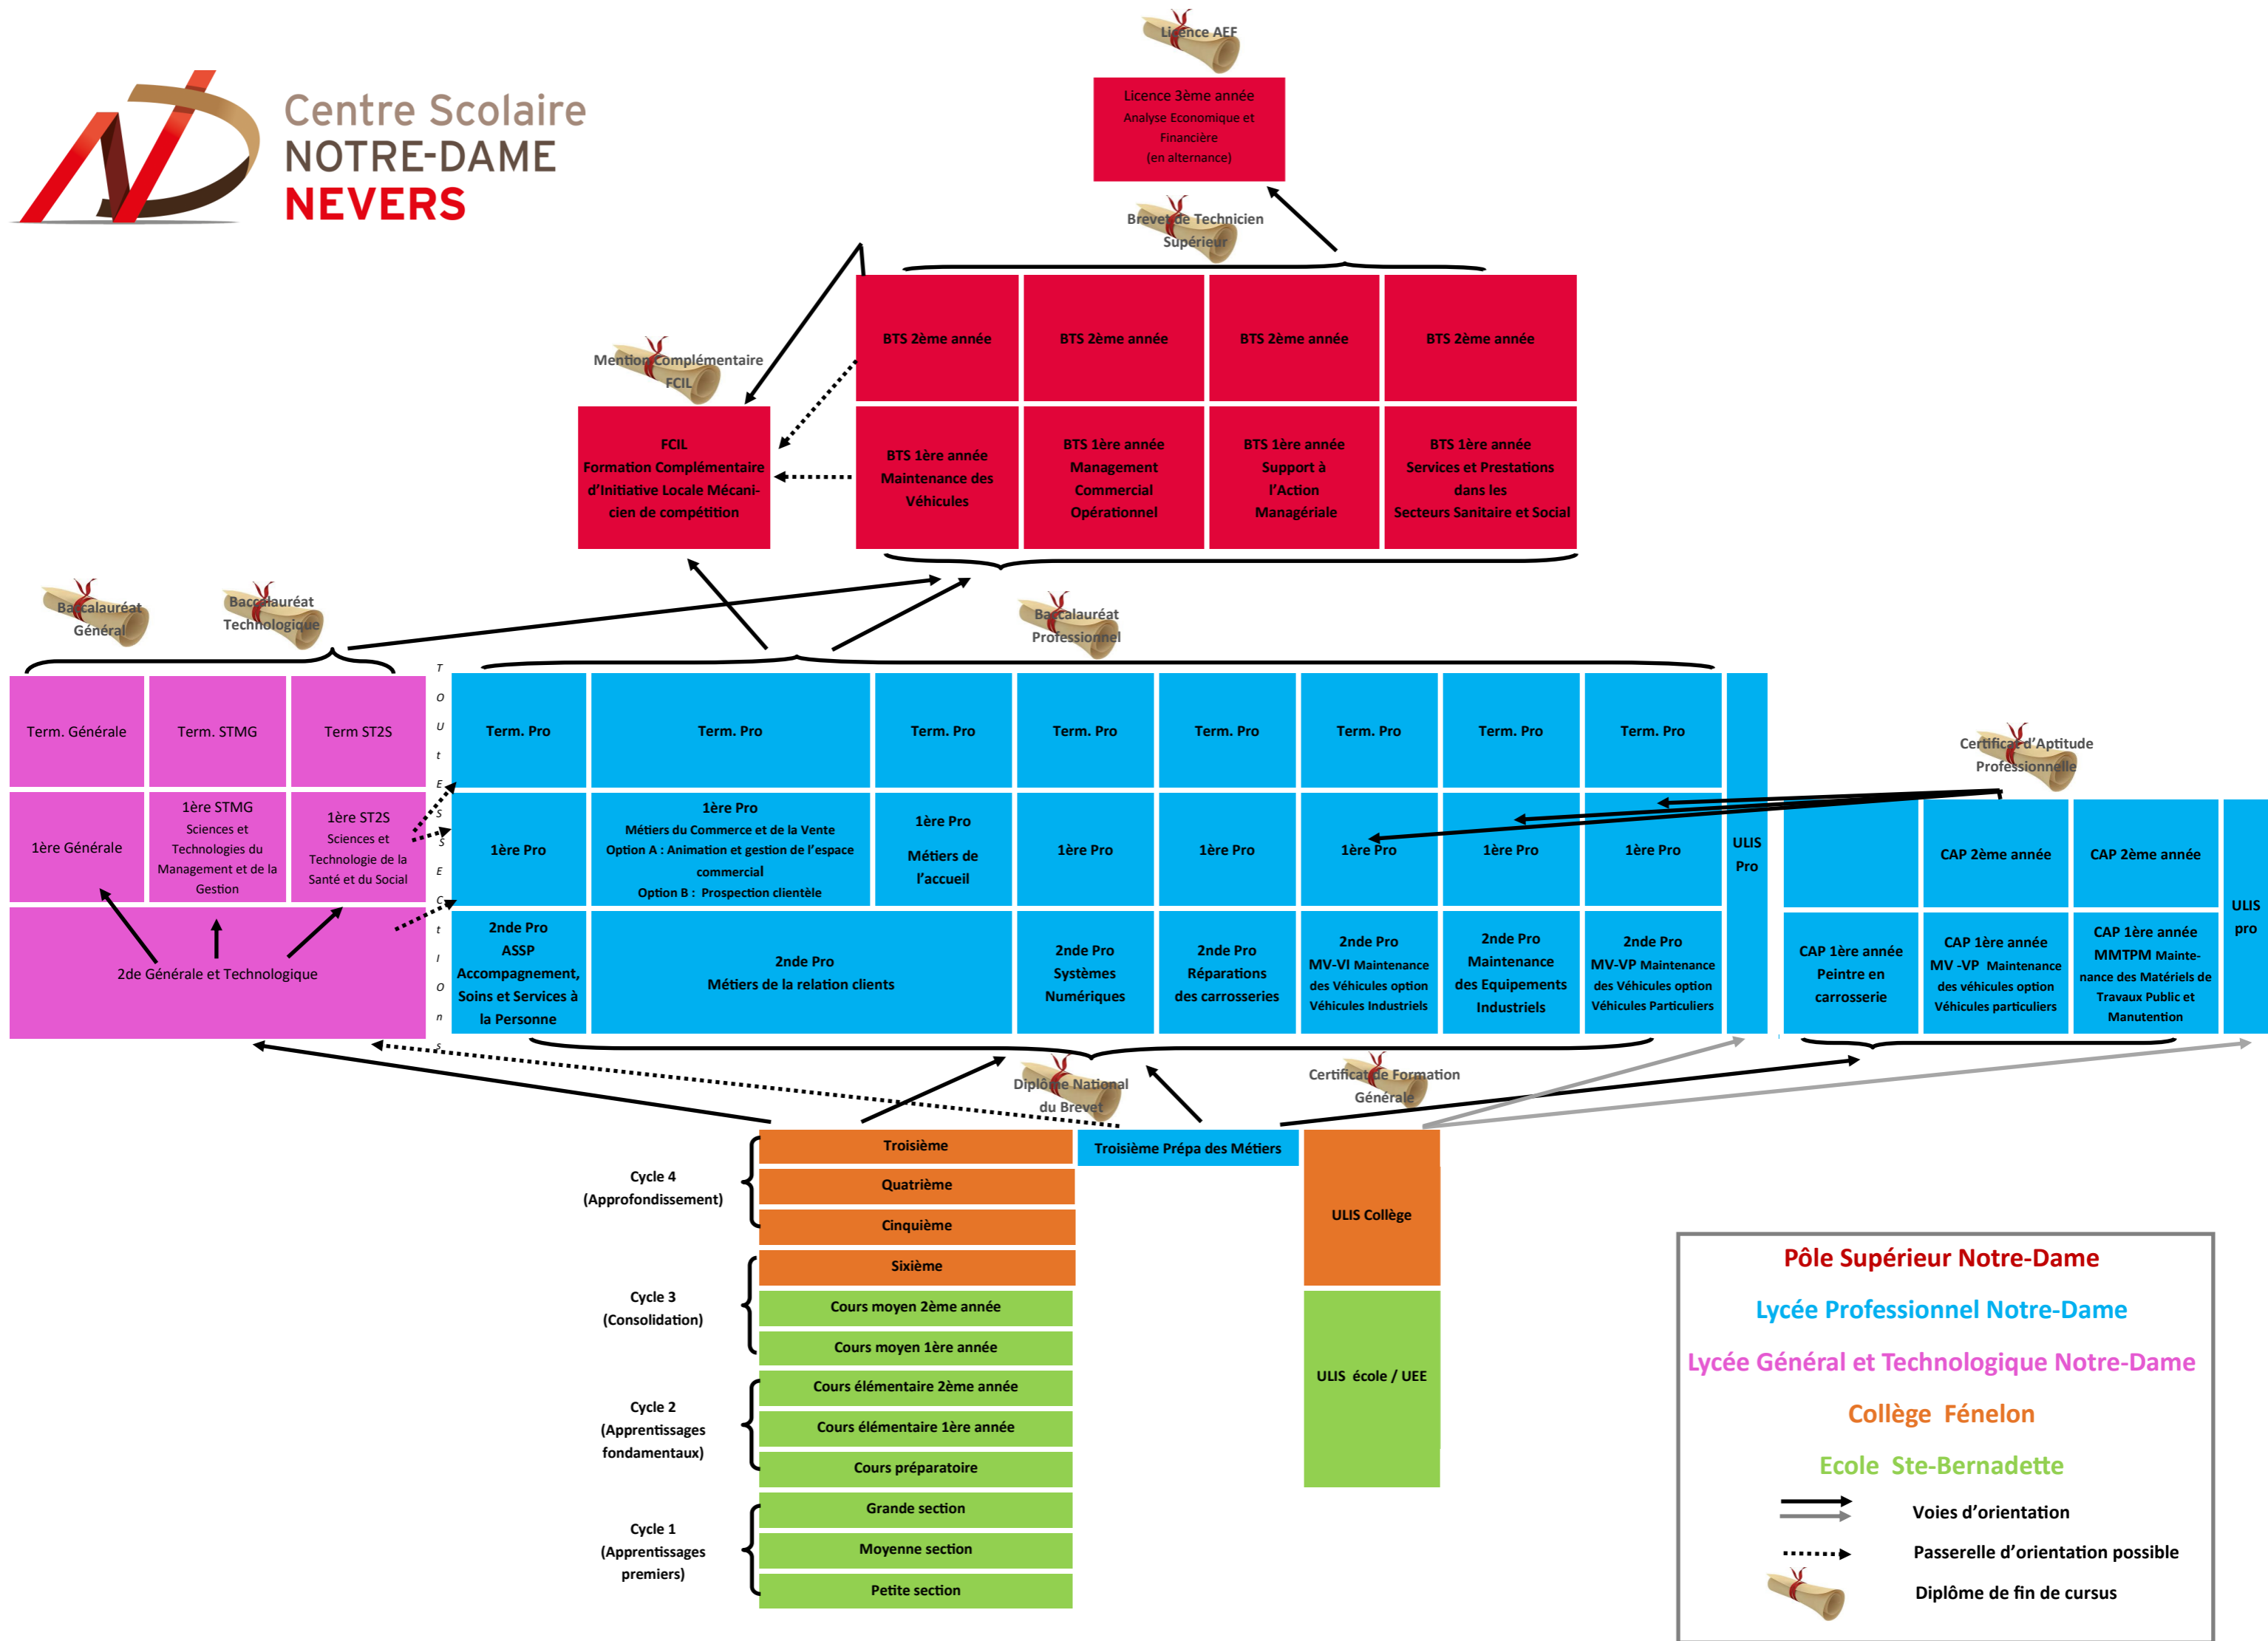 Centre Scolaire
NOTRE-DAME
NEVERS
Licence AEF
Licence 3ème année
Analyse Economique et
Financière
(en alternance)
Brevet de Technicien
Supérieur
BTS 2ème année
BTS 2ème année
BTS 2ème année
BTS 2ème année
Mention Complémentaire
FCIL
FCIL
Formation Complémentaire
d'Initiative Locale Mécani-
cien de compétition
BTS 1ère année
Maintenance des
Véhicules
BTS 1ère année
Management
Commercial
Opérationnel
BTS 1ère année
Support à
l'Action
Managériale
BTS 1ère année
Services et Prestations
dans les
Secteurs Sanitaire et Social
Baccalauréat
Général
Baccalauréat
Technologique
Baccalauréat
Professionnel
Term. Générale
Term. STMG
Term ST2S
T
O
U
t
E
S
S
E
C
t
I
O
n
s
Term. Pro
Term. Pro
Term. Pro
Term. Pro
Term. Pro
Term. Pro
Term. Pro
Term. Pro
Certificat d'Aptitude
Professionnelle
1ère Générale
1ère STMG
Sciences et
Technologies du
Management et de la
Gestion
1ère ST2S
Sciences et
Technologie de la
Santé et du Social
1ère Pro
1ère Pro
Métiers du Commerce et de la Vente
Option A : Animation et gestion de l'espace
commercial
Option B : Prospection clientèle
1ère Pro
Métiers de
l'accueil
1ère Pro
1ère Pro
1ère Pro
1ère Pro
1ère Pro
ULIS
Pro
CAP 2ème année
CAP 2ème année
ULIS
pro
2de Générale et Technologique
2nde Pro
ASSP
Accompagnement,
Soins et Services à
la Personne
2nde Pro
Métiers de la relation clients
2nde Pro
Systèmes
Numériques
2nde Pro
Réparations
des carrosseries
2nde Pro
MV-VI Maintenance
des Véhicules option
Véhicules Industriels
2nde Pro
Maintenance
des Equipements
Industriels
2nde Pro
MV-VP Maintenance
des Véhicules option
Véhicules Particuliers
CAP 1ère année
Peintre en
carrosserie
CAP 1ère année
MV -VP Maintenance
des véhicules option
Véhicules particuliers
CAP 1ère année
MMTPM Mainte-
nance des Matériels de
Travaux Public et
Manutention
Diplôme National
du Brevet
Certificat de Formation
Générale
Troisième
Troisième Prépa des Métiers
Cycle 4
(Approfondissement)
Quatrième
Cinquième
ULIS Collège
Sixième
Cycle 3
(Consolidation)
Cours moyen 2ème année
Cours moyen 1ère année
Cycle 2
(Apprentissages
fondamentaux)
Cours élémentaire 2ème année
Cours élémentaire 1ère année
Cours préparatoire
ULIS école / UEE
Cycle 1
(Apprentissages
premiers)
Grande section
Moyenne section
Petite section
Pôle Supérieur Notre-Dame
Lycée Professionnel Notre-Dame
Lycée Général et Technologique Notre-Dame
Collège Fénelon
Ecole Ste-Bernadette
Voies d'orientation
Passerelle d'orientation possible
Diplôme de fin de cursus